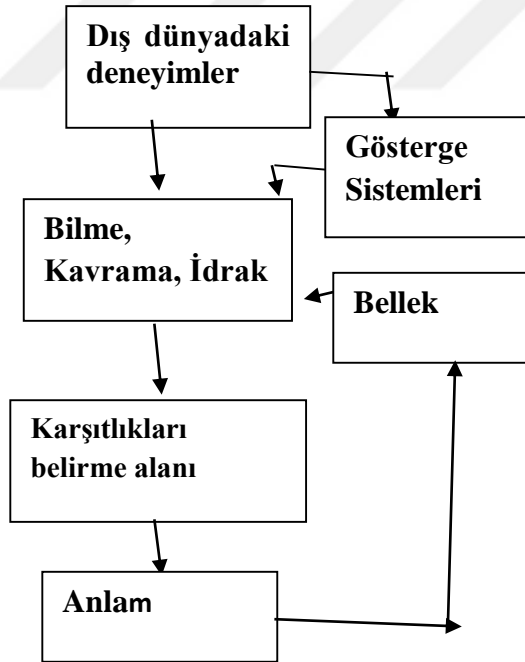 Dış dünyadaki
deneyimler
Gösterge
Sistemleri
Bilme,
Kavrama, İdrak
Bellek
Karşıtlıkları
belirme alanı
Anlam